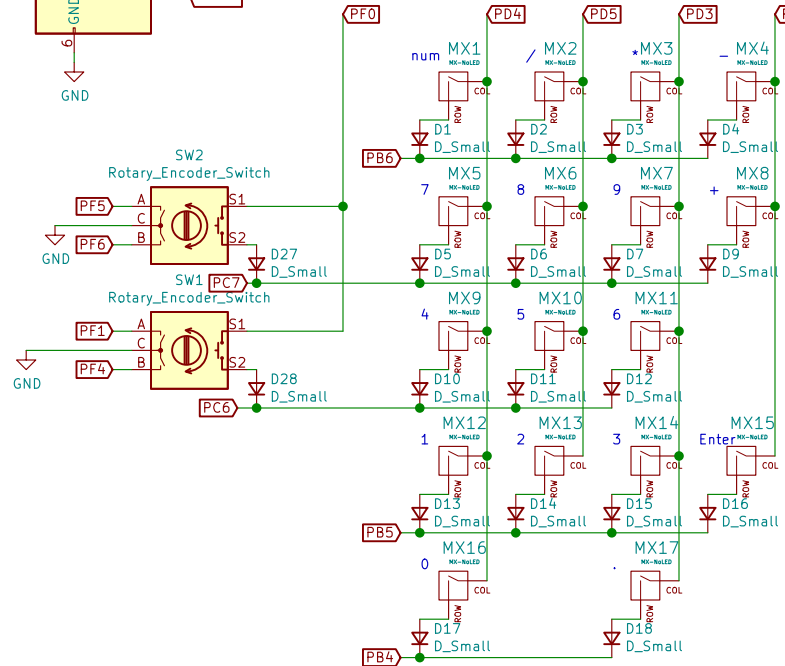 GND
6
GND
PF0
PD4
PD5
PD3
num
MX1
MX-NoLED
COL
ROW
/
MX2
MX-NoLED
COL
ROW
*
MX3
MX-NoLED
COL
ROW
-
MX4
MX-NoLED
COL
ROW
D1
D_Small
D2
D_Small
D3
D_Small
D4
D_Small
PB6
SW2
Rotary_Encoder_Switch
PF5
A
S1
C
PF6
B
S2
GND
D27
D_Small
PC7
7
MX5
MX-NoLED
COL
ROW
8
MX6
MX-NoLED
COL
ROW
9
MX7
MX-NoLED
COL
ROW
+
MX8
MX-NoLED
COL
ROW
D5
D_Small
D6
D_Small
D7
D_Small
D9
D_Small
SW1
Rotary_Encoder_Switch
PF1
A
S1
C
PF4
B
S2
GND
D28
D_Small
PC6
4
MX9
MX-NoLED
COL
ROW
5
MX10
MX-NoLED
COL
ROW
6
MX11
MX-NoLED
COL
ROW
D10
D_Small
D11
D_Small
D12
D_Small
1
MX12
MX-NoLED
COL
ROW
2
MX13
MX-NoLED
COL
ROW
3
MX14
MX-NoLED
COL
ROW
Enter
MX15
MX-NoLED
COL
ROW
D13
D_Small
D14
D_Small
D15
D_Small
D16
D_Small
PB5
0
MX16
MX-NoLED
COL
ROW
.
MX17
MX-NoLED
COL
ROW
D17
D_Small
D18
D_Small
PB4